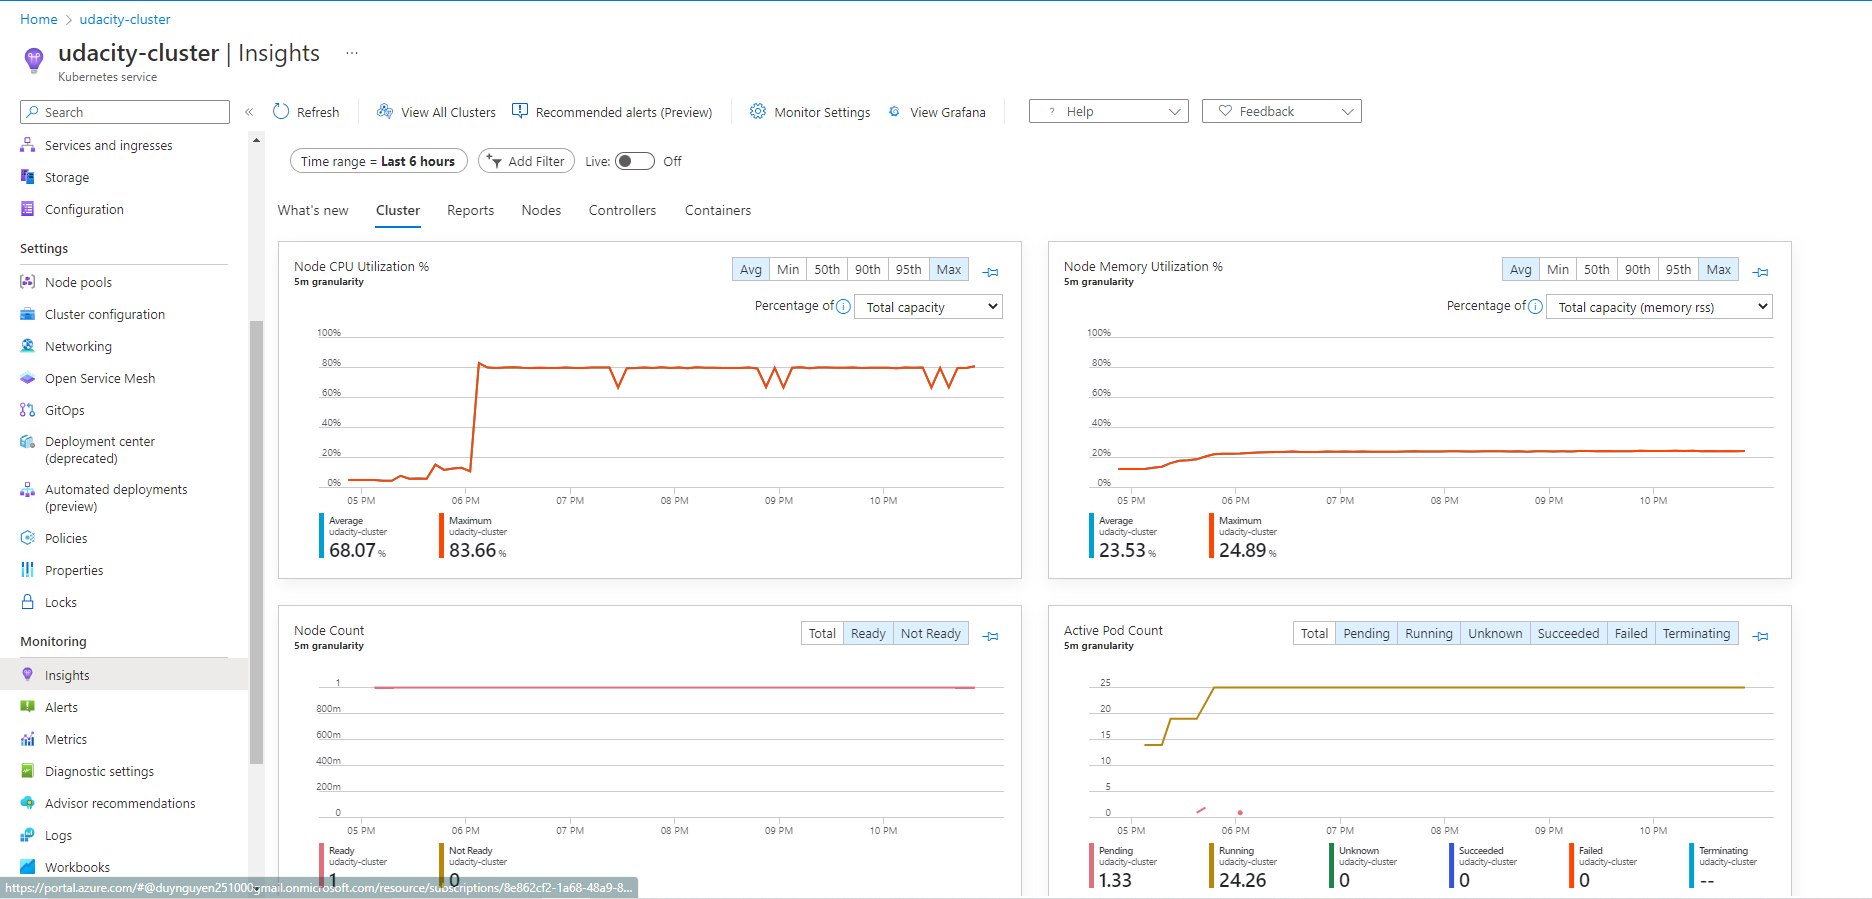 Home > udacity-cluster
udacity-cluster | Insights ...
Kubernetes service
Search
«
Refresh
View All Clusters
Recommended alerts (Preview)
Monitor Settings
View Grafana
? Help
Feedback
Services and ingresses
Storage
Configuration
Settings
Node pools
Cluster configuration
Networking
Open Service Mesh
GitOps
Deployment center
(deprecated)
Automated deployments
(preview)
Policies
Properties
Locks
Monitoring
Insights
Alerts
Metrics
Diagnostic settings
Advisor recommendations
Logs
Workbooks
Time range = Last 6 hours
Add Filter
Live: Off
What's new Cluster Reports Nodes Controllers Containers
Node CPU Utilization %
5m granularity
Avg Min 50th 90th 95th Max
Percentage of Total capacity
100%
80%
60%
40%
20%
0%
05 PM 06 PM 07 PM 08 PM 09 PM 10 PM
Average
udacity-cluster
68.07 %
Maximum
udacity-cluster
83.66 %
Node Memory Utilization %
5m granularity
Avg Min 50th 90th 95th Max
Percentage of Total capacity (memory rss)
100%
80%
60%
40%
20%
0%
05 PM 06 PM 07 PM 08 PM 09 PM 10 PM
Average
udacity-cluster
23.53 %
Maximum
udacity-cluster
24.89 %
Node Count
5m granularity
Total Ready Not Ready
1
800m
600m
400m
200m
0
05 PM 06 PM 07 PM 08 PM 09 PM 10 PM
Ready
udacity-cluster
1
Not Ready
udacity-cluster
0
Active Pod Count
5m granularity
Total Pending Running Unknown Succeeded Failed Terminating
25
20
15
10
5
0
05 PM 06 PM 07 PM 08 PM 09 PM 10 PM
Pending
udacity-cluster
1.33
Running
udacity-cluster
24.26
Unknown
udacity-cluster
0
Succeeded
udacity-cluster
0
Failed
udacity-cluster
0
Terminating
udacity-cluster
--
https://portal.azure.com/#@duynguyen251000gmail.onmicrosoft.com/resource/subscriptions/8e862cf2-1a68-48a9-8...